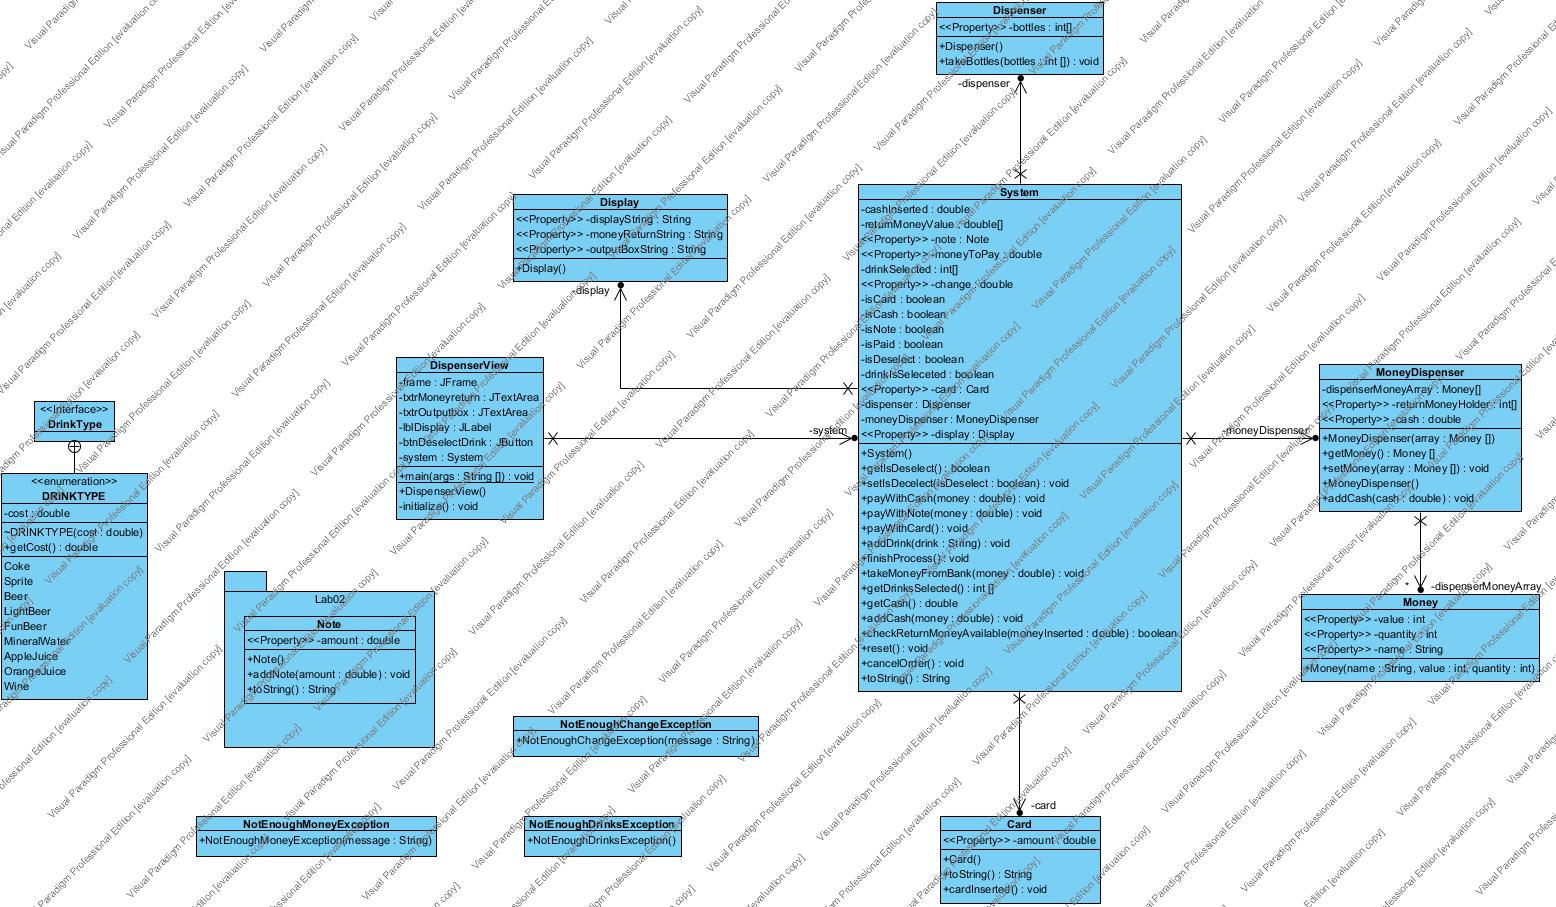 Dispenser
<<Property>> -bottles : int[]
+Dispenser()
+takeBottles(bottles : int []) : void
-dispenser
Display
<<Property>> -displayString : String
<<Property>> -moneyReturnString : String
<<Property>> -outputBoxString : String
+Display()
-display
System
-cashInserted : double
-returnMoneyValue : double[]
<<Property>> -note : Note
<<Property>> -moneyToPay : double
-drinkSelected : int[]
<<Property>> -change : double
-isCard : boolean
-isCash : boolean
-isNote : boolean
-isPaid : boolean
-isDeselect : boolean
-drinkIsSeleceted : boolean
<<Property>> -card : Card
-dispenser : Dispenser
-moneyDispenser : MoneyDispenser
<<Property>> -display : Display
+System()
+getIsDeselect() : boolean
+setIsDecelect(isDeselect : boolean) : void
+payWithCash(money : double) : void
+payWithNote(money : double) : void
+payWithCard() : void
+addDrink(drink : String) : void
+finishProcess() : void
+takeMoneyFromBank(money : double) : void
+getDrinksSelected() : int []
+getCash() : double
+addCash(money : double) : void
+checkReturnMoneyAvailable(moneyInserted : double) : boolean
+reset() : void
+cancelOrder() : void
+toString() : String
DispenserView
-frame : JFrame
-txtrMoneyreturn : JTextArea
-txtrOutputbox : JTextArea
-lblDisplay : JLabel
-btnDeselectDrink : JButton
-system : System
+main(args : String []) : void
+DispenserView()
-initialize() : void
-system
-moneyDispenser
MoneyDispenser
-dispenserMoneyArray : Money[]
<<Property>> -returnMoneyHolder : int[]
<<Property>> -cash : double
+MoneyDispenser(array : Money [])
+getMoney() : Money []
+setMoney(array : Money []) : void
+MoneyDispenser()
+addCash(cash : double) : void
* -dispenserMoneyArray
Money
<<Property>> -value : int
<<Property>> -quantity : int
<<Property>> -name : String
+Money(name : String, value : int, quantity : int)
<<Interface>>
DrinkType
<<enumeration>>
DRINKTYPE
-cost : double
~DRINKTYPE(cost : double)
+getCost() : double
Coke
Sprite
Beer
LightBeer
FunBeer
MineralWater
AppleJuice
OrangeJuice
Wine
Lab02
Note
<<Property>> -amount : double
+Note()
+addNote(amount : double) : void
+toString() : String
NotEnoughChangeException
+NotEnoughChangeException(message : String)
NotEnoughMoneyException
+NotEnoughMoneyException(message : String)
NotEnoughDrinksException
+NotEnoughDrinksException()
-card
Card
<<Property>> -amount : double
+Card()
+toString() : String
+cardInserted() : void
Visual Paradigm Professional Edition [evaluation copy]